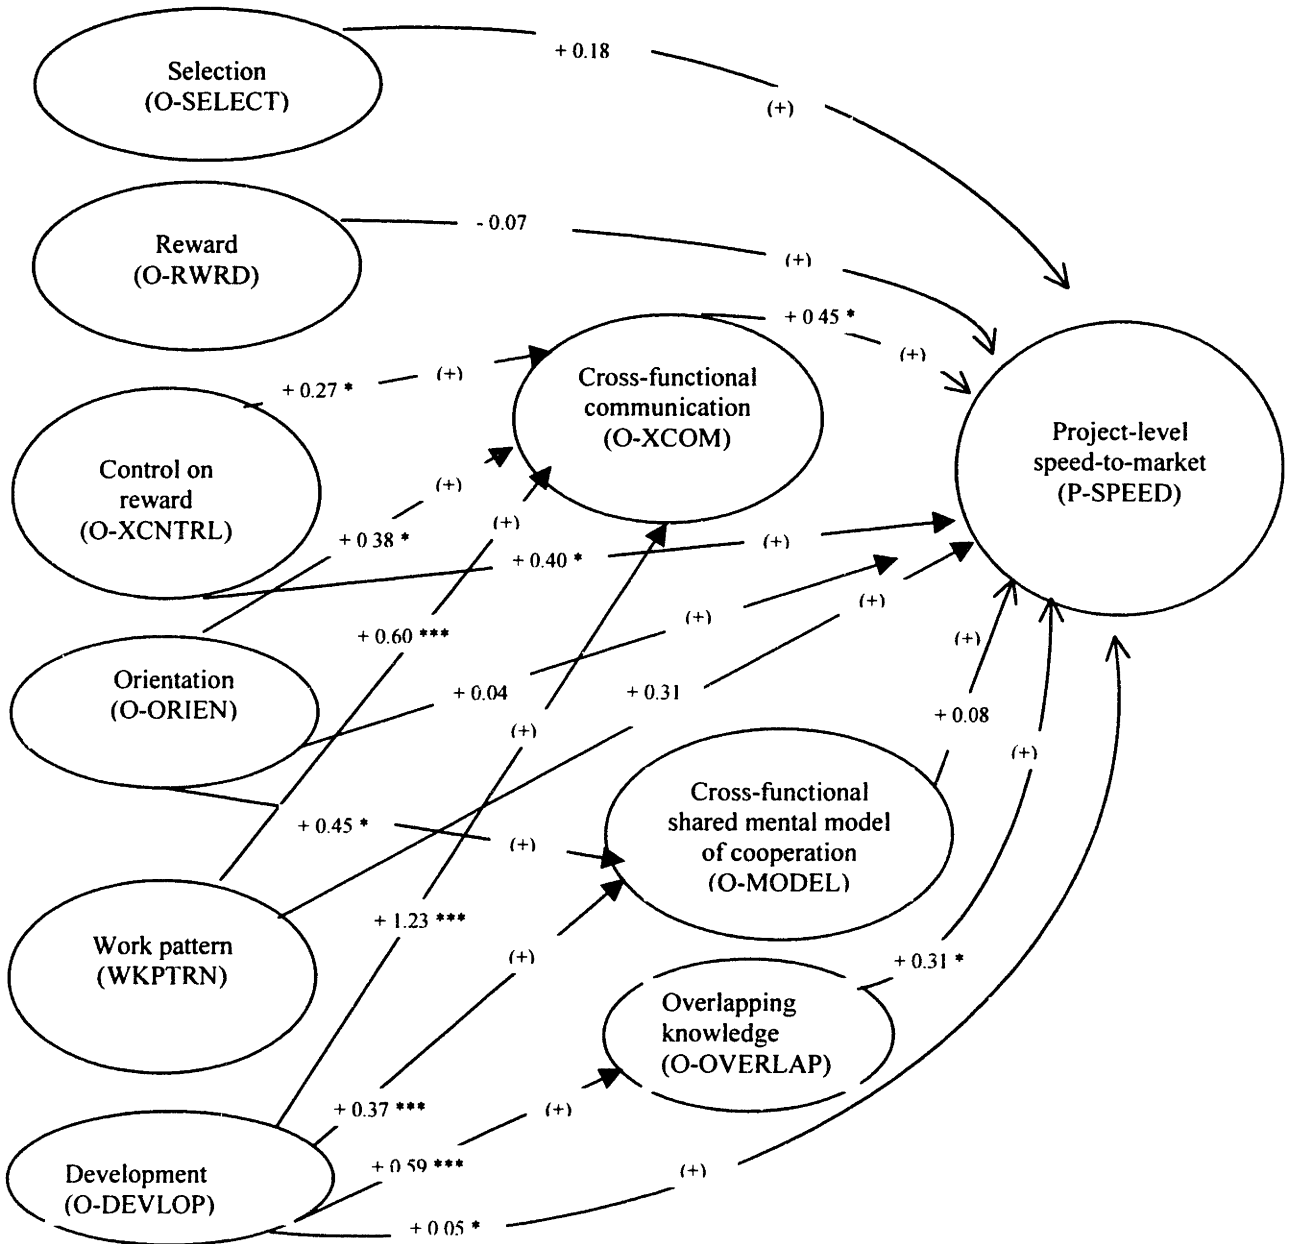 + 0.18
Selection
(O-SELECT)
(+)
- 0.07
Reward
(O-RWRD)
(+)
+ 0 45 *
(+)
+ 0.27 *
(+)
Cross-functional
communication
(O-XCOM)
Project-level
speed-to-market
(P-SPEED)
Control on
reward
(O-XCNTRL)
(+)
(+)
+ 0 38 *
+ 0.40 *
(+)
(+)
(+)
+ 0.60 ***
(+)
Orientation
(O-ORIEN)
+ 0.04
+ 0.31
+ 0.08
(+)
(+)
Cross-functional
shared mental model
of cooperation
(O-MODEL)
+ 0.45 *
(+)
+ 1.23 ***
Work pattern
(WKPTRN)
(+)
+ 0.31 *
Overlapping
knowledge
(O-OVERLAP)
+ 0.37 ***
(+)
+ 0 59 ***
(+)
Development
(O-DEVLOP)
+ 0 05 *